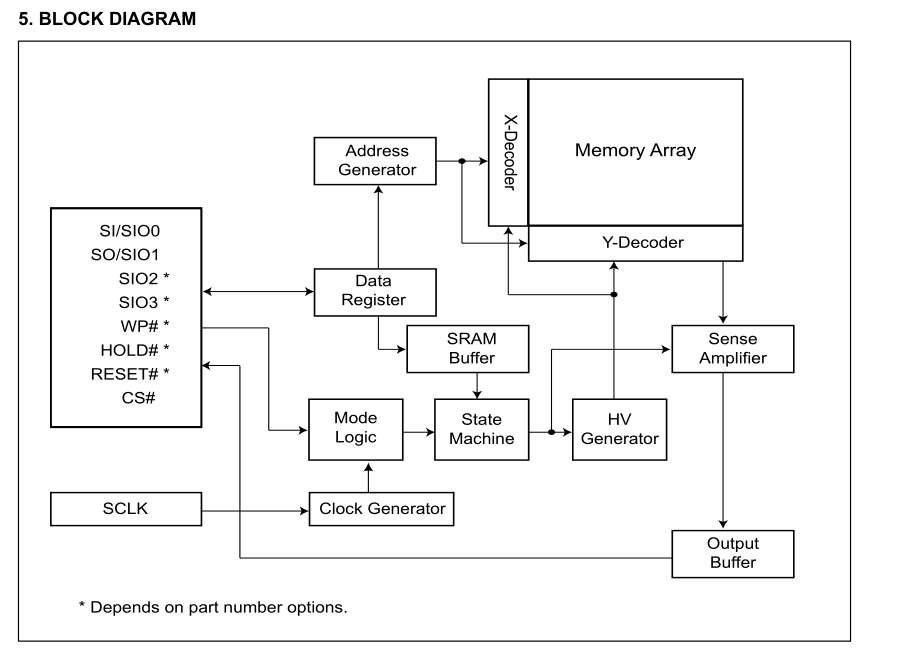 5. BLOCK DIAGRAM
X-Decoder
Memory Array
Address
Generator
Y-Decoder
SI/SIO0
SO/SIO1
SIO2 *
SIO3 *
WP# *
HOLD# *
RESET# *
CS#
Data
Register
SRAM
Buffer
Sense
Amplifier
Mode
Logic
State
Machine
HV
Generator
SCLK
Clock Generator
Output
Buffer
* Depends on part number options.